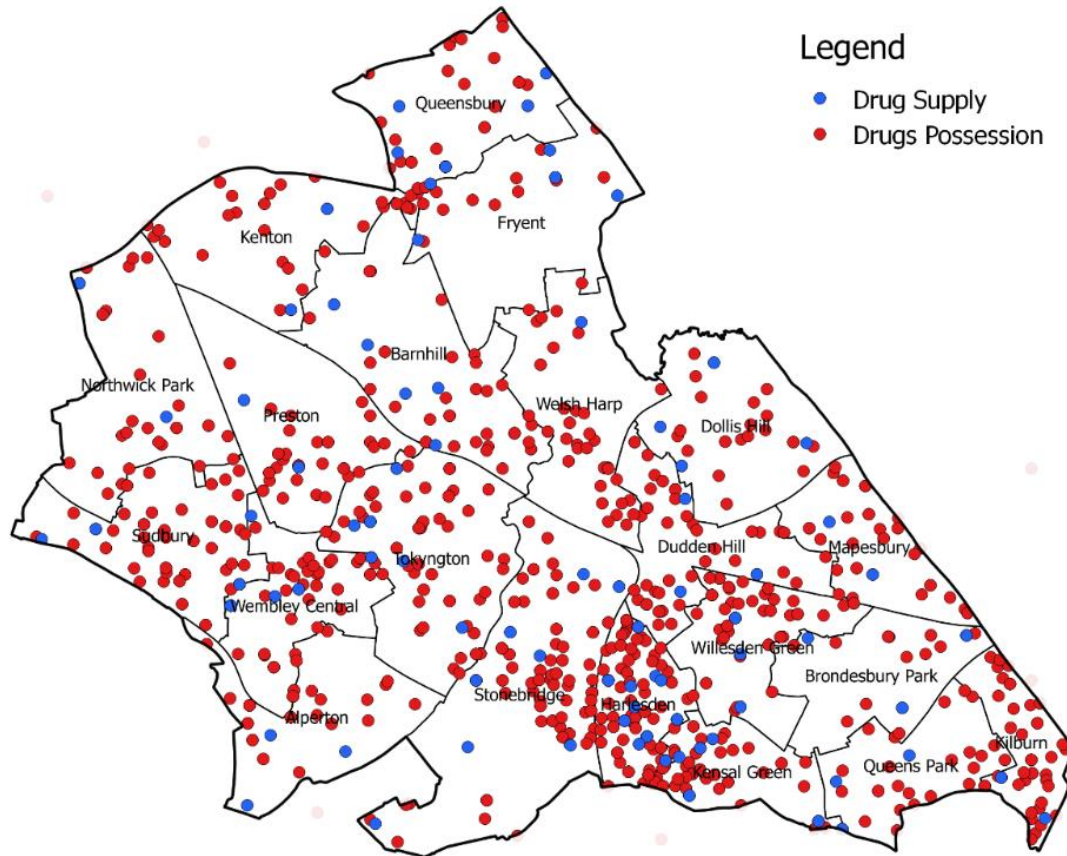 Legend
Drug Supply
Drugs Possession
Queensbury
Fryent
Kenton
Barnhill
Northwick Park
Preston
Welsh Harp
Dollis Hill
Sudbury
Tokyngton
Dudden Hill
Mapesbury
Wembley Central
Willesden Green
Brondesbury Park
Stonebridge
Harlesden
Alperton
Kilburn
Queens Park
Kensal Green